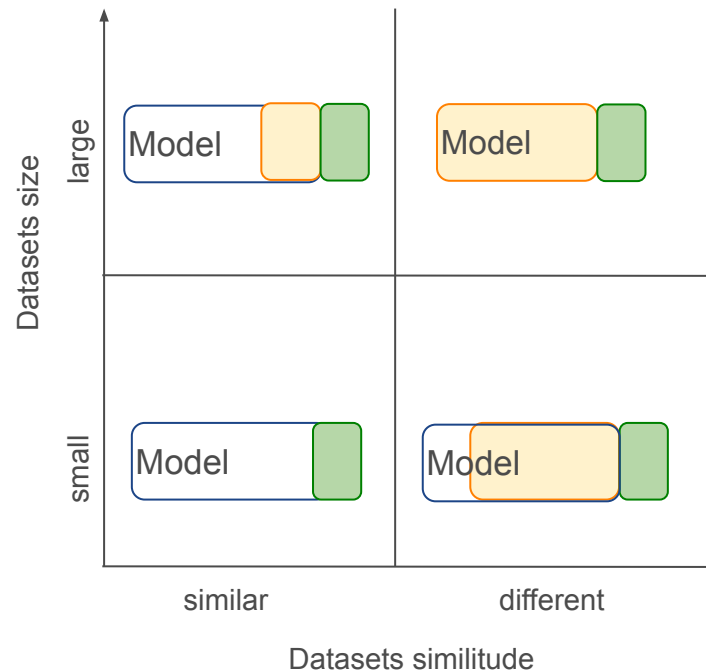 Datasets size
large
Model
Model
small
Model
Model
similar
different
Datasets similitude